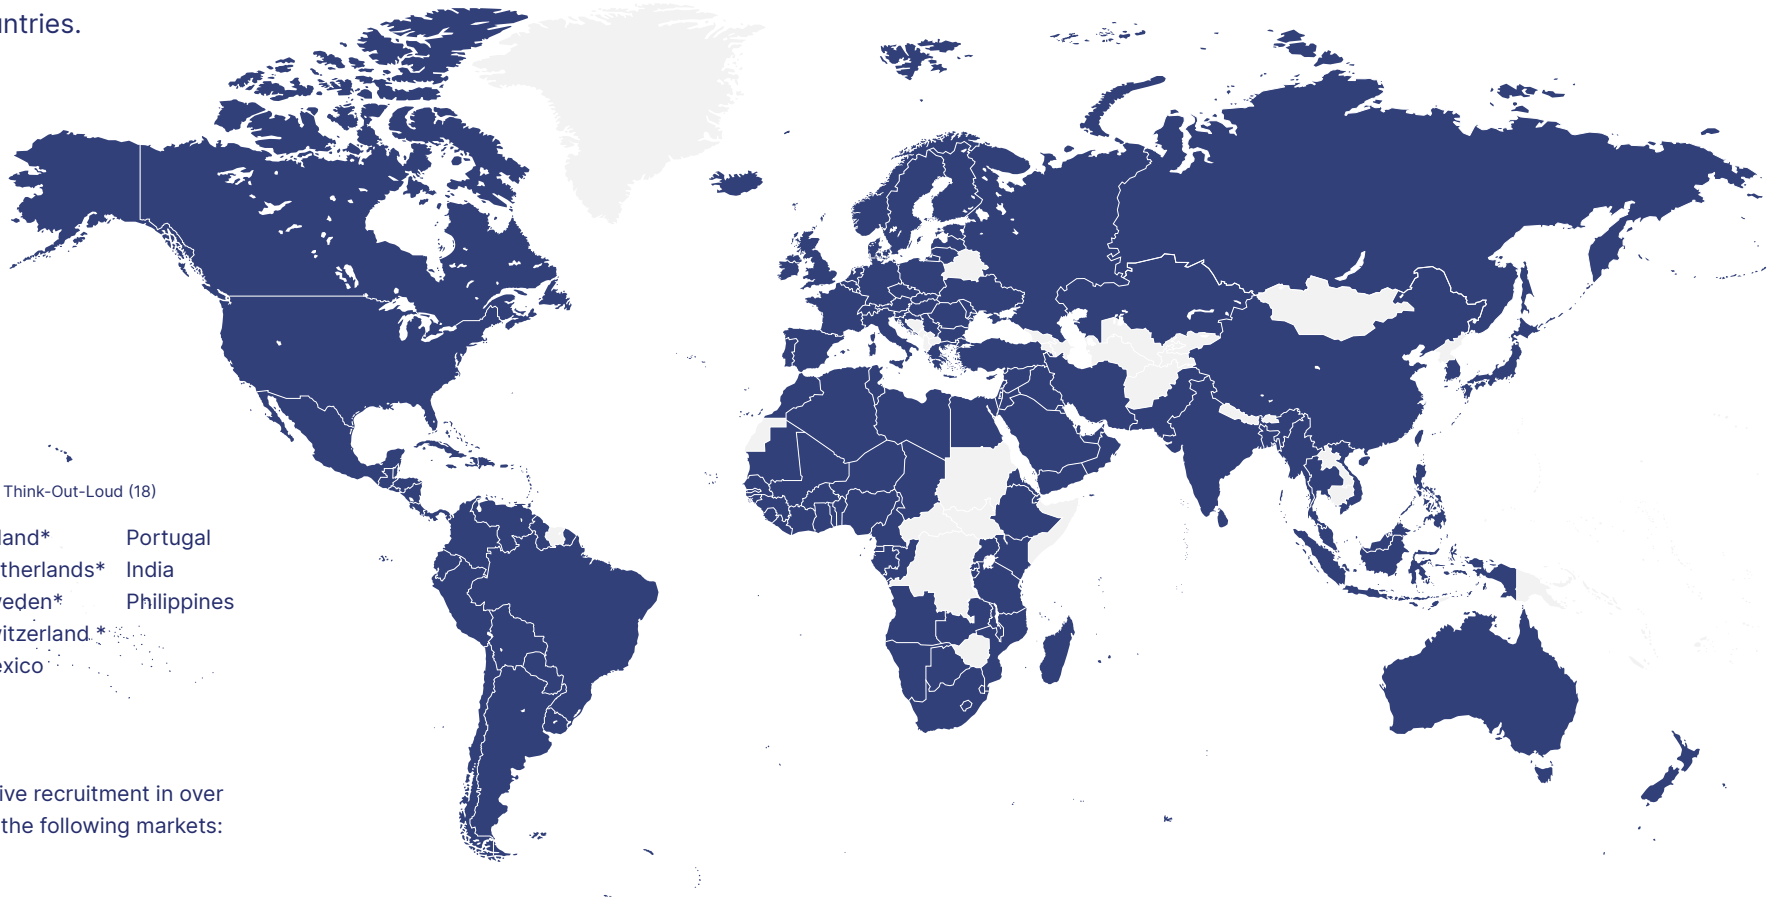 ntries.
Think-Out-Loud (18)
land* Portugal
therlands* India
eden* Philippines
itzerland *
xico
ive recruitment in over
the following markets: